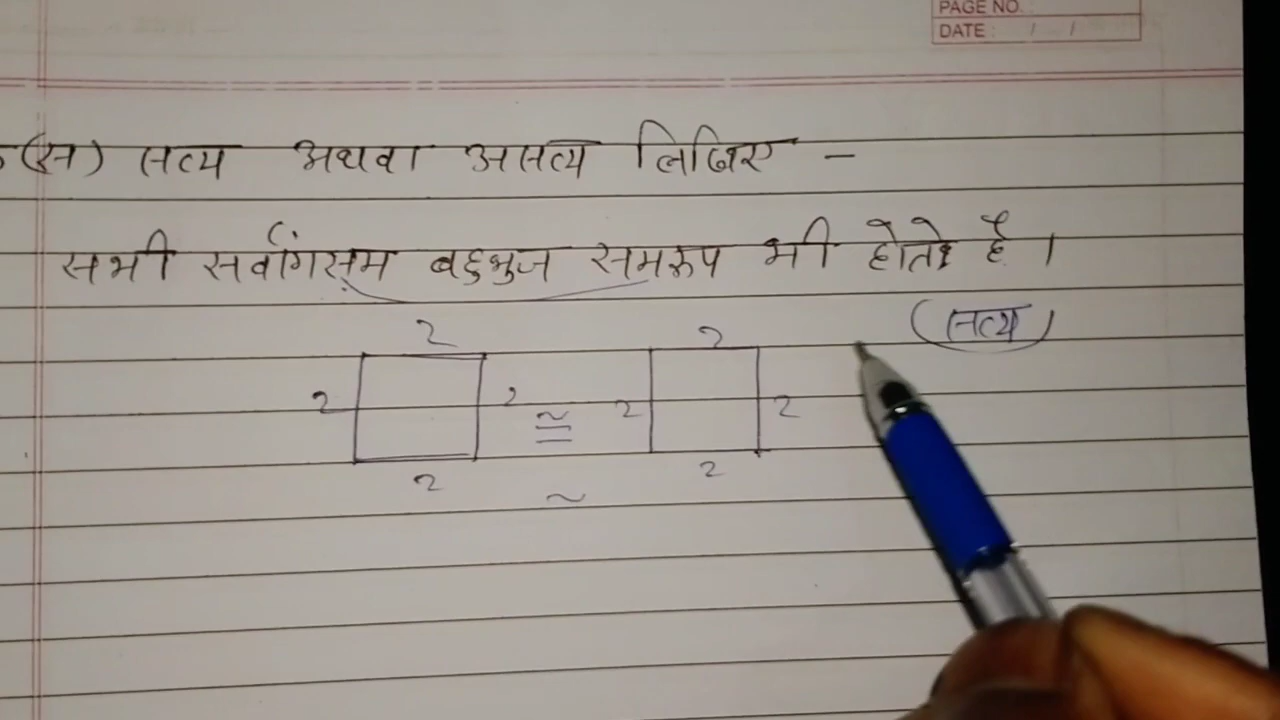 PAGE NO. :
DATE : / /
(स) सत्य अथवा असत्य लिखिए –
सभी सर्वांगसम बहुभुज समरूप भी होते है ।
(सत्य)
2 2
2 2 ≅ 2 2
2 2
~